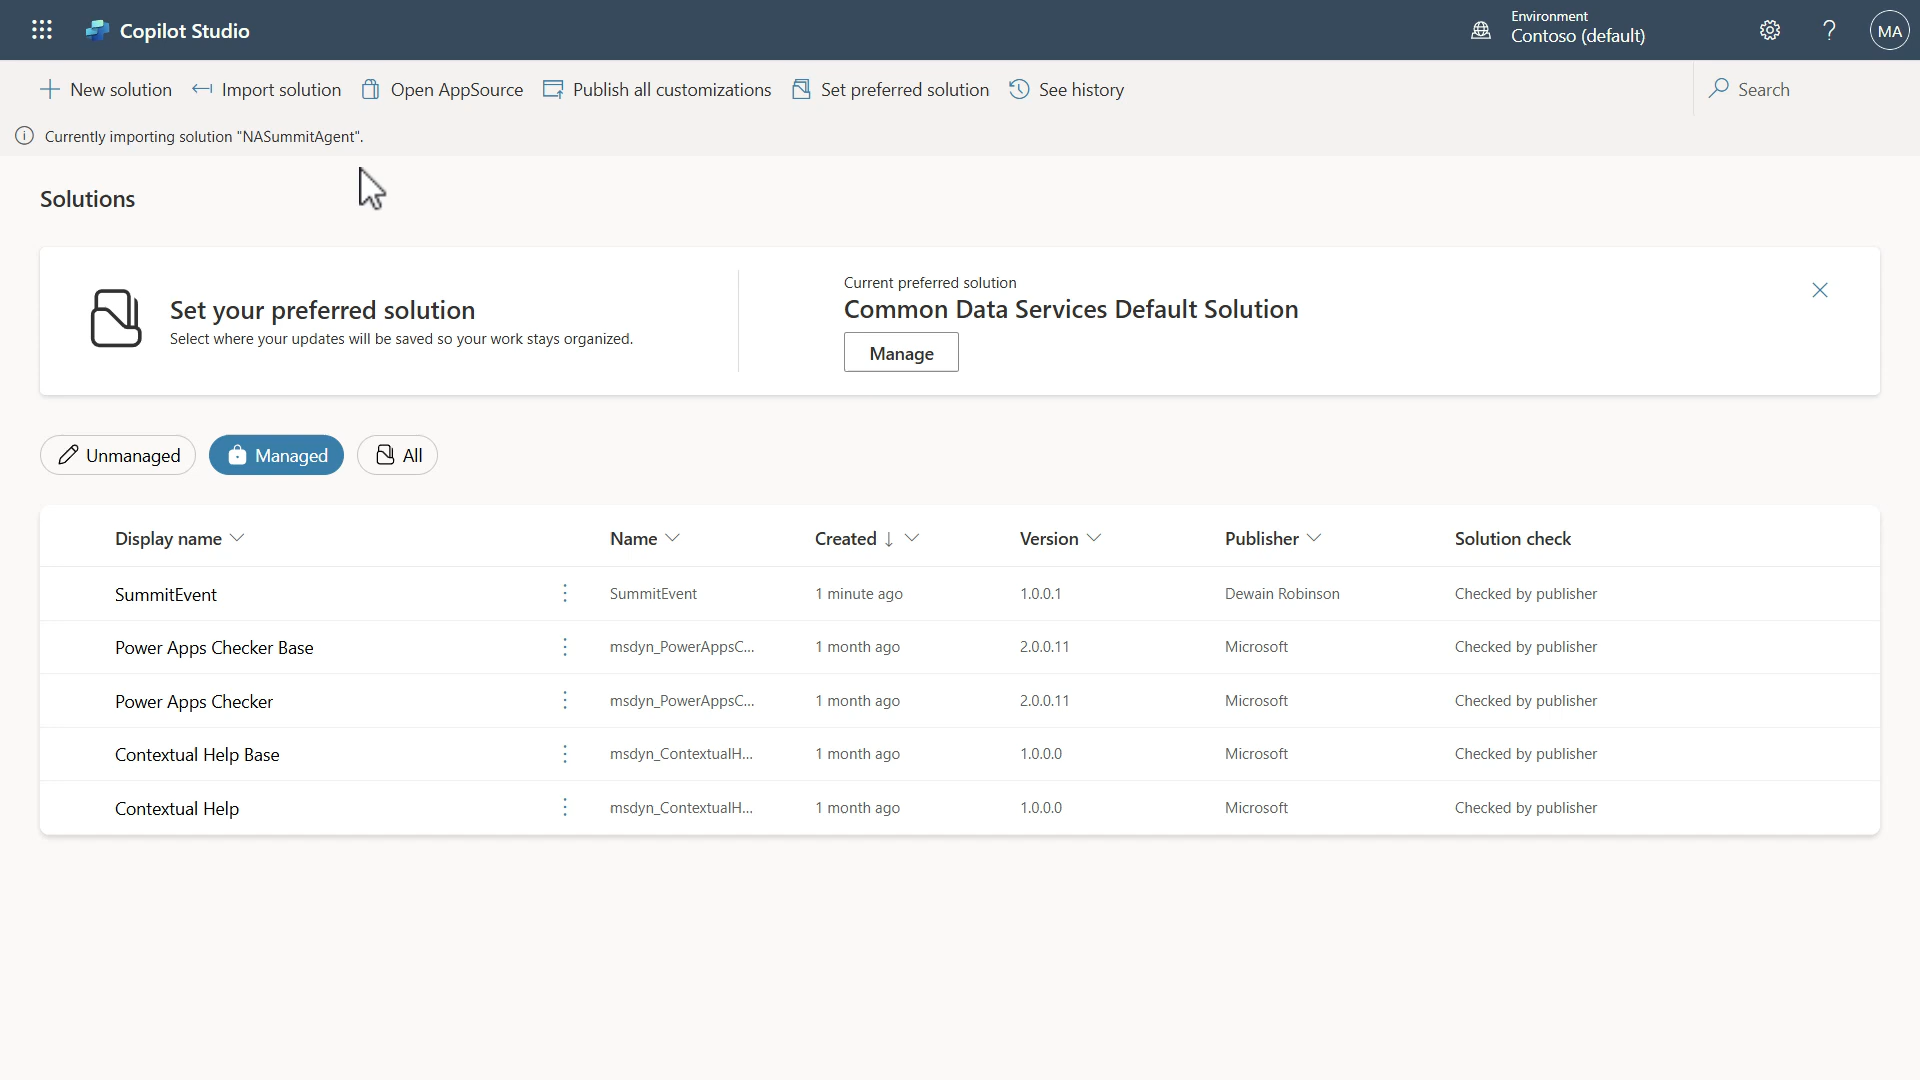 Copilot Studio
Environment
Contoso (default)
?
MA
New solution
Import solution
Open AppSource
Publish all customizations
Set preferred solution
See history
Search
Currently importing solution "NASummitAgent".
Solutions
Set your preferred solution
Select where your updates will be saved so your work stays organized.
Current preferred solution
Common Data Services Default Solution
Manage
Unmanaged
Managed
All
Display name Name Created Version Publisher Solution check
SummitEvent SummitEvent 1 minute ago 1.0.0.1 Dewain Robinson Checked by publisher
Power Apps Checker Base msdyn_PowerAppsC... 1 month ago 2.0.0.11 Microsoft Checked by publisher
Power Apps Checker msdyn_PowerAppsC... 1 month ago 2.0.0.11 Microsoft Checked by publisher
Contextual Help Base msdyn_ContextualH... 1 month ago 1.0.0.0 Microsoft Checked by publisher
Contextual Help msdyn_ContextualH... 1 month ago 1.0.0.0 Microsoft Checked by publisher